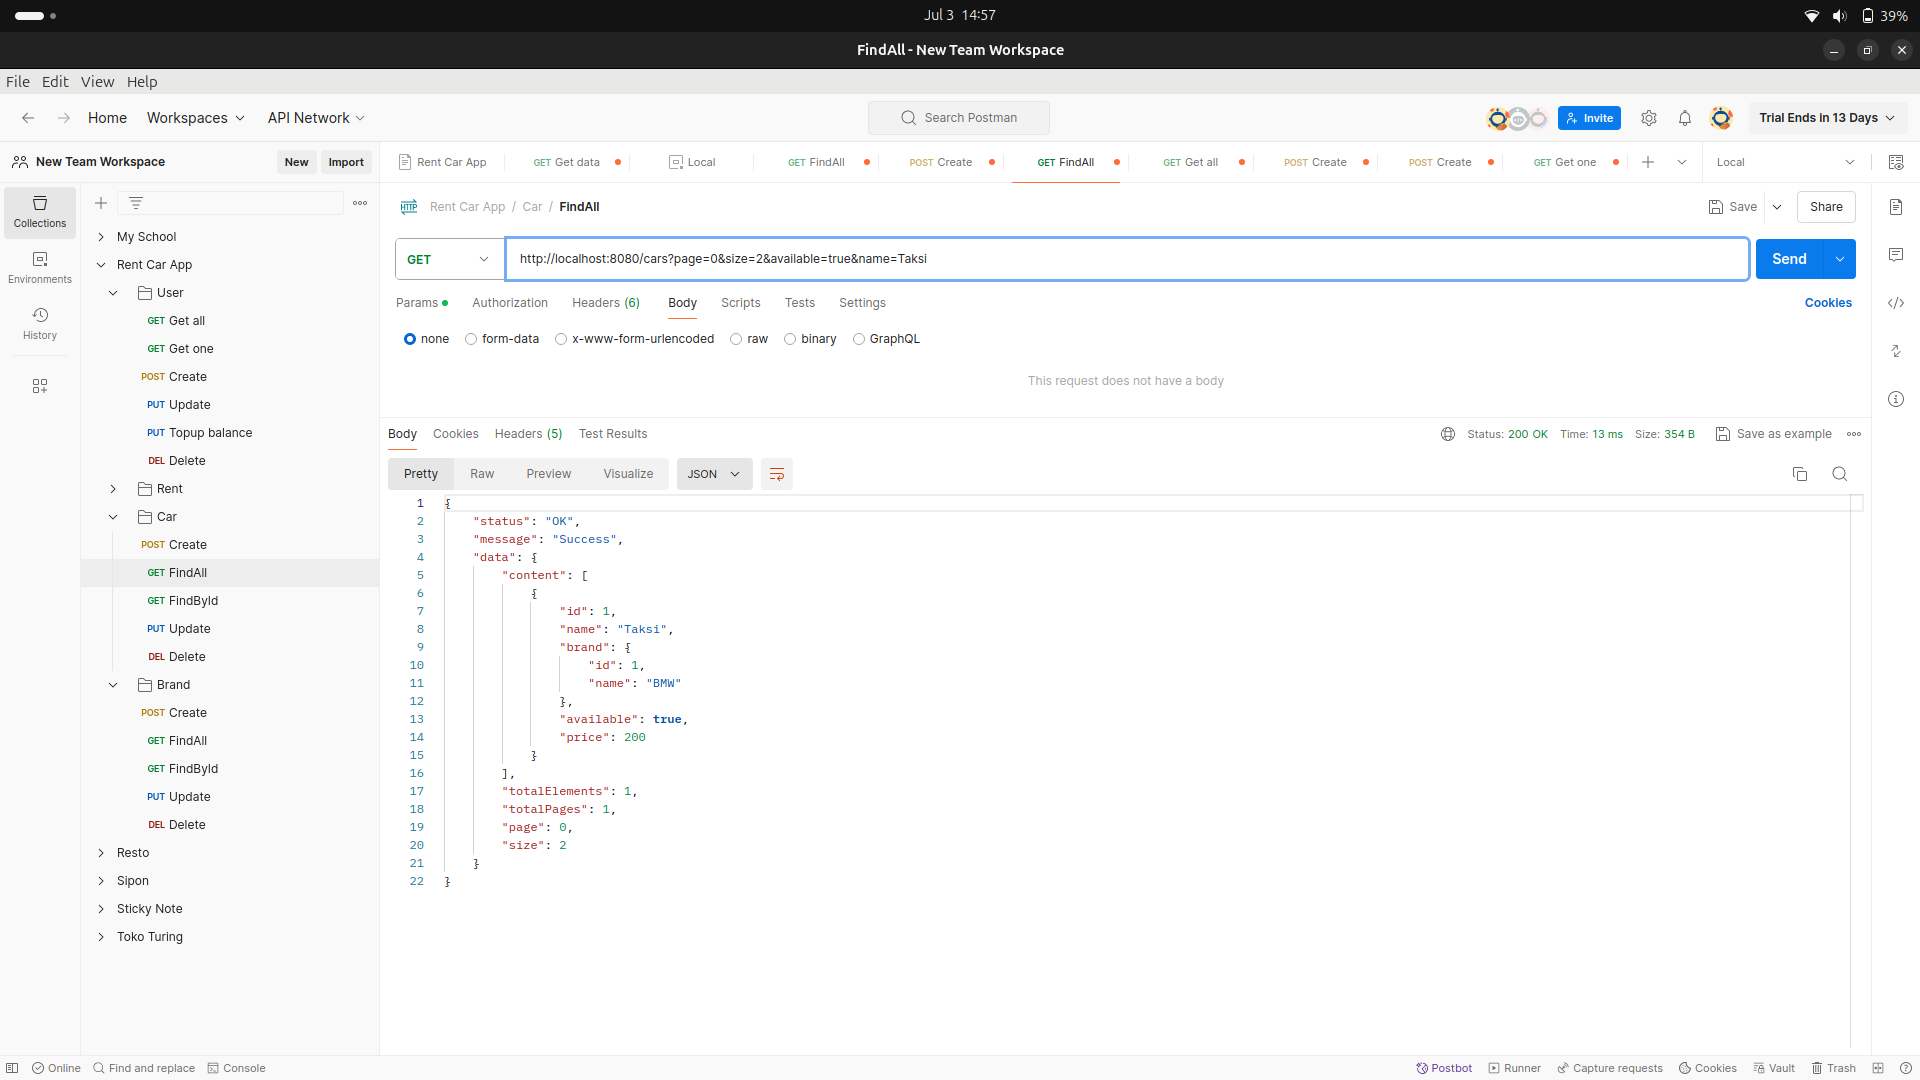 Jul 3 14:57
39%
FindAll - New Team Workspace
File Edit View Help
Home Workspaces API Network
Search Postman
Invite
Trial Ends in 13 Days
New Team Workspace
New Import
Rent Car App
GET Get data
Local
GET FindAll
POST Create
GET FindAll
GET Get all
POST Create
POST Create
GET Get one
Local
Collections
Environments
History
My School
Rent Car App
User
GET Get all
GET Get one
POST Create
PUT Update
PUT Topup balance
DEL Delete
Rent
Car
POST Create
GET FindAll
GET FindById
PUT Update
DEL Delete
Brand
POST Create
GET FindAll
GET FindById
PUT Update
DEL Delete
Resto
Sipon
Sticky Note
Toko Turing
HTTP Rent Car App / Car / FindAll
Save Share
GET http://localhost:8080/cars?page=0&size=2&available=true&name=Taksi
Send
Params Authorization Headers (6) Body Scripts Tests Settings
Cookies
none form-data x-www-form-urlencoded raw binary GraphQL
This request does not have a body
Body Cookies Headers (5) Test Results
Status: 200 OK Time: 13 ms Size: 354 B Save as example
Pretty Raw Preview Visualize JSON
1 {
2 "status": "OK",
3 "message": "Success",
4 "data": {
5 "content": [
6 {
7 "id": 1,
8 "name": "Taksi",
9 "brand": {
10 "id": 1,
11 "name": "BMW"
12 },
13 "available": true,
14 "price": 200
15 }
16 ],
17 "totalElements": 1,
18 "totalPages": 1,
19 "page": 0,
20 "size": 2
21 }
22 }
Online Find and replace Console
Postbot Runner Capture requests Cookies Vault Trash